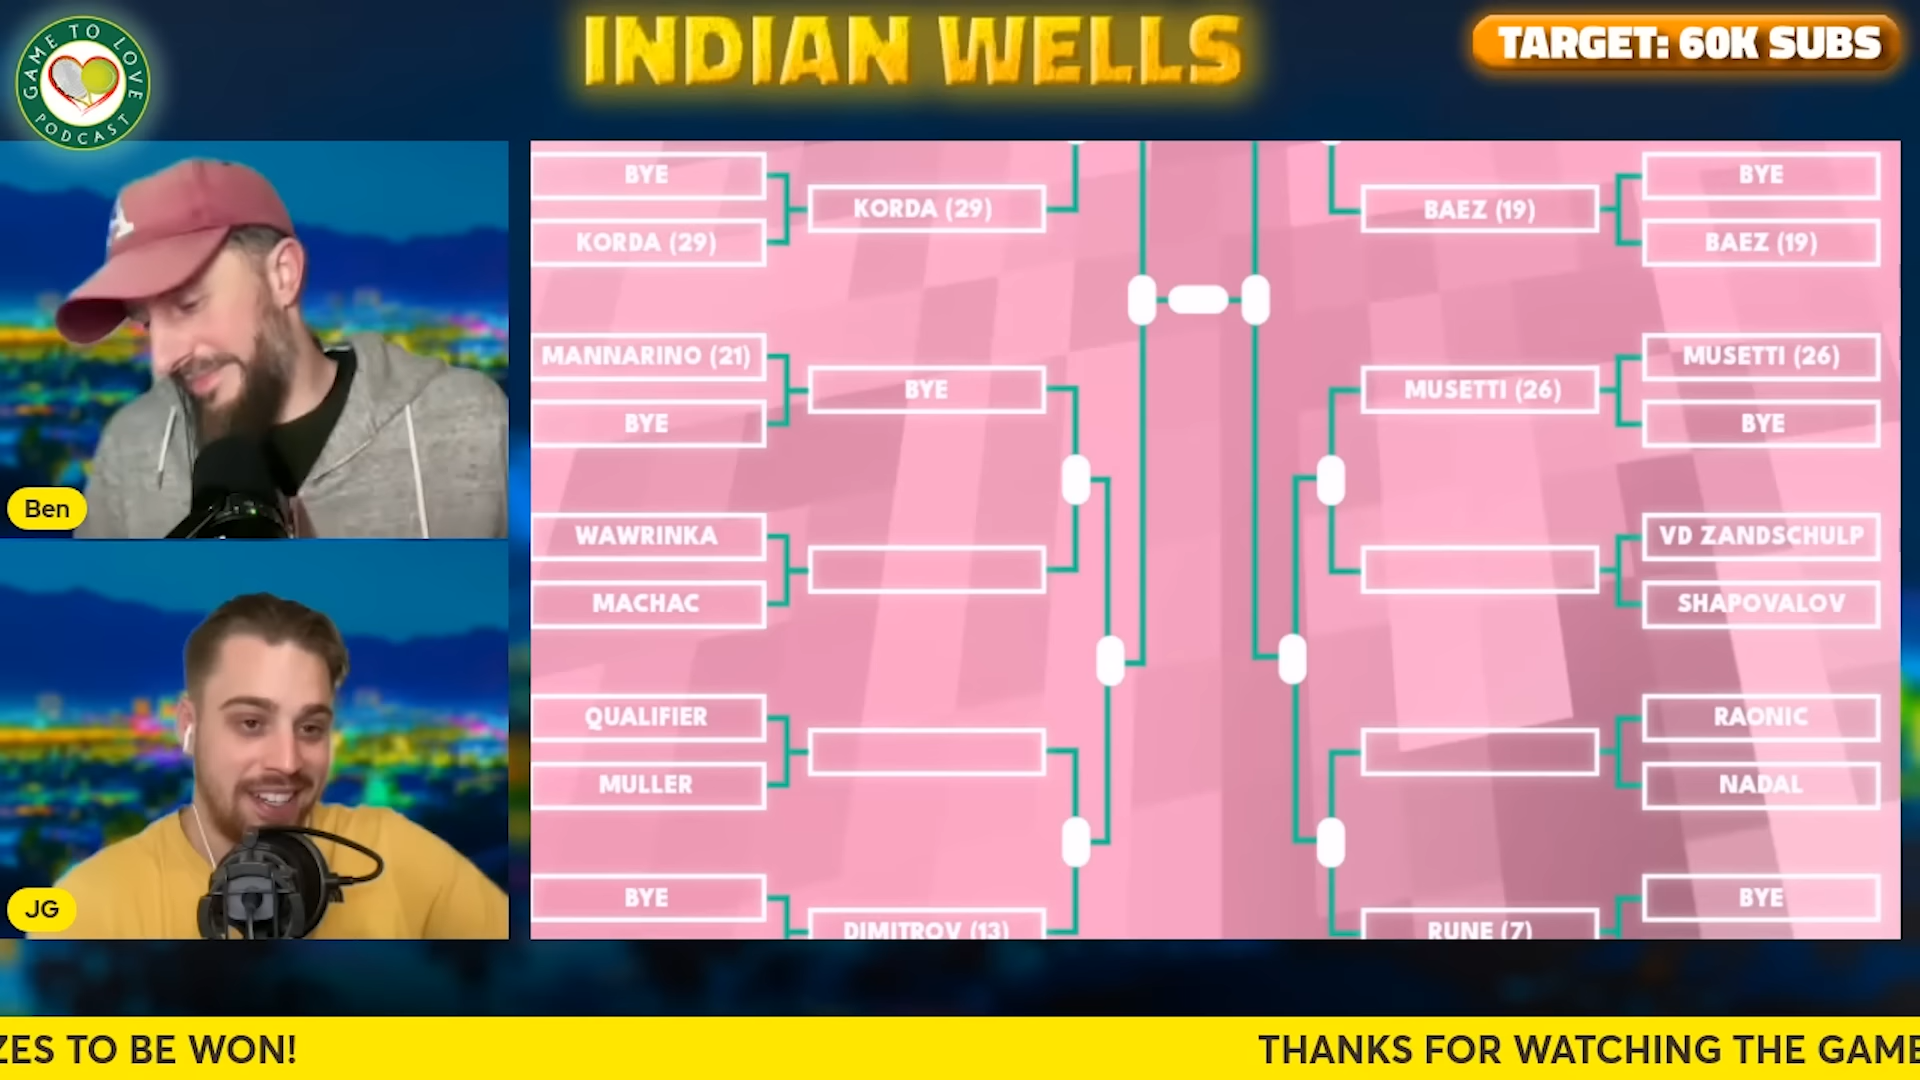 GAME TO LOVE
PODCAST
INDIAN WELLS
TARGET: 60K SUBS
Ben
JG
BYE
KORDA (29)
KORDA (29)
MANNARINO (21)
BYE
BYE
WAWRINKA
MACHAC
QUALIFIER
MULLER
BYE
DIMITROV (13)
BYE
BAEZ (19)
BAEZ (19)
MUSETTI (26)
MUSETTI (26)
BYE
VD ZANDSCHULP
SHAPOVALOV
RAONIC
NADAL
BYE
RUNE (7)
ZES TO BE WON!
THANKS FOR WATCHING THE GAME